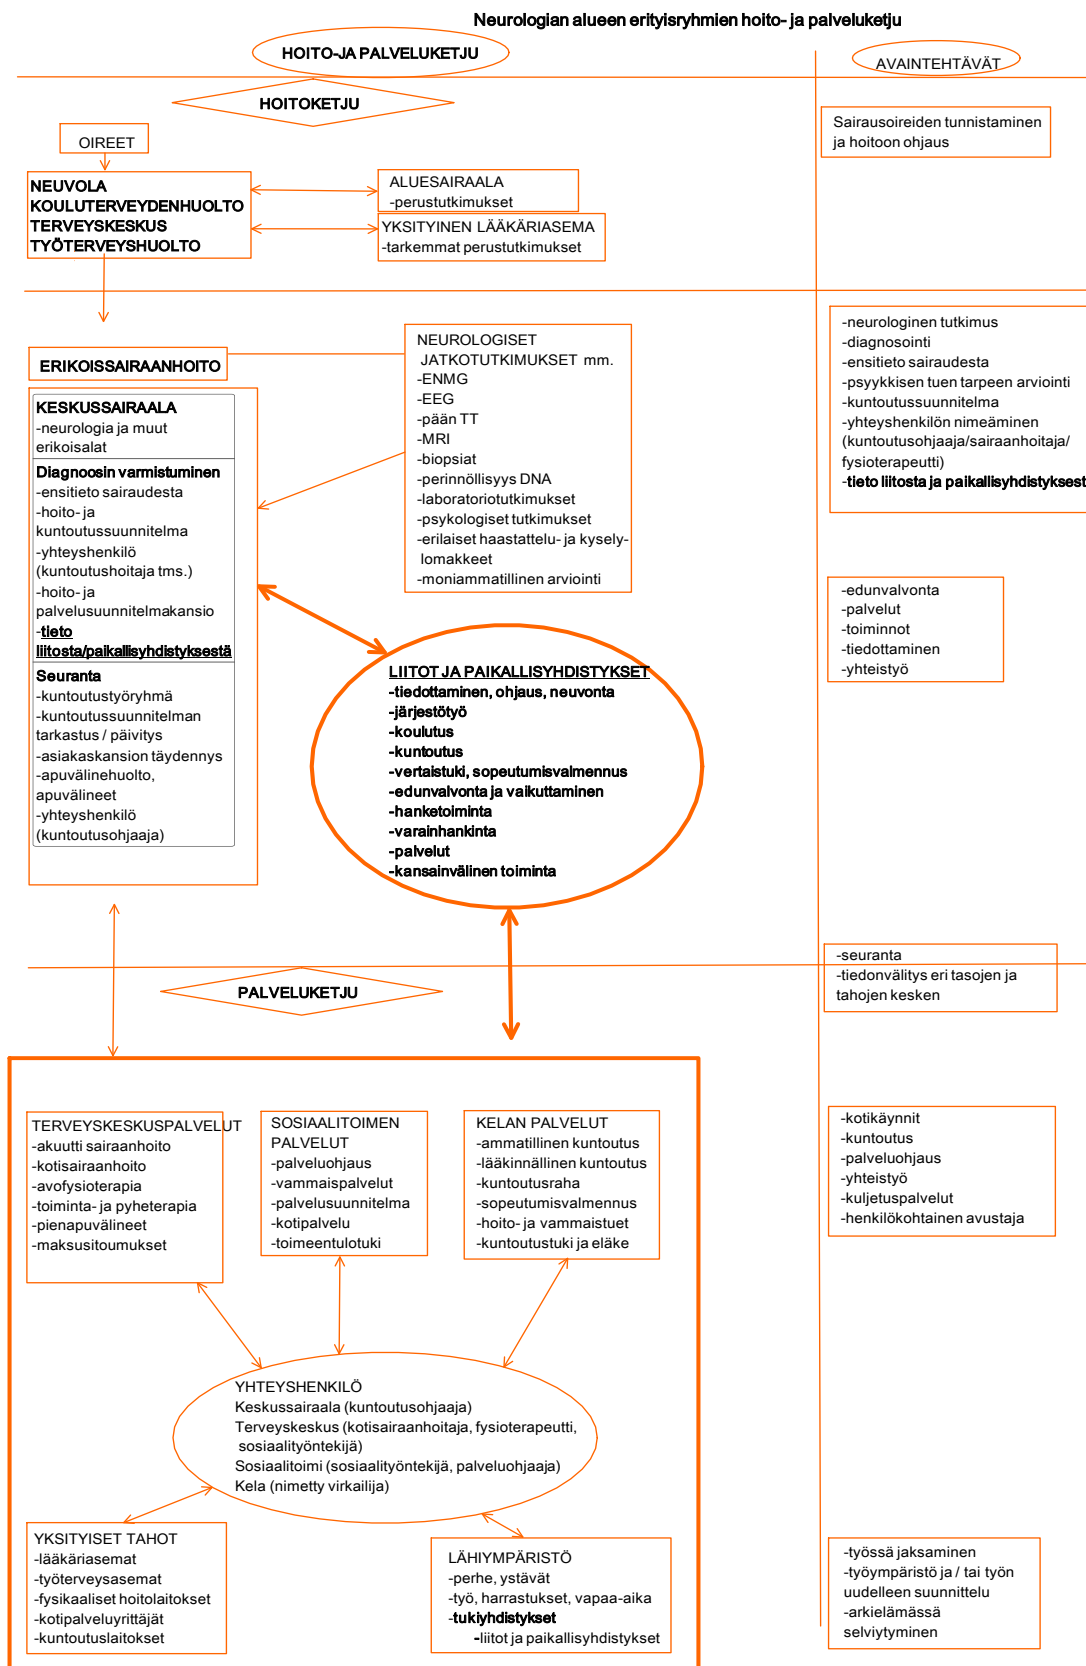 Neurologian alueen erityisryhmien hoito- ja palveluketju
HOITO-JA PALVELUKETJU
AVAINTEHTÄVÄT
HOITOKETJU
Sairausoireiden tunnistaminen
ja hoitoon ohjaus
OIREET
NEUVOLA
KOULUTERVEYDENHUOLTO
TERVEYSKESKUS
TYÖTERVEYSHUOLTO
ALUESAIRAALA
-perustutkimukset
YKSITYINEN LÄÄKÄRIASEMA
-tarkemmat perustutkimukset
ERIKOISSAIRAANHOITO
KESKUSSAIRAALA
-neurologia ja muut
erikoisalat
Diagnoosin varmistuminen
-ensitieto sairaudesta
-hoito- ja
kuntoutussuunnitelma
-yhteyshenkilö
(kuntoutushoitaja tms.)
-hoito- ja
palvelusuunnitelmakansio
-tieto
liitosta/paikallisyhdistyksestä
Seuranta
-kuntoutustyöryhmä
-kuntoutussuunnitelman
tarkastus / päivitys
-asiakaskansion täydennys
-apuvälinehuolto,
apuvälineet
-yhteyshenkilö
(kuntoutusohjaaja)
NEUROLOGISET
JATKOTUTKIMUKSET mm.
-ENMG
-EEG
-pään TT
-MRI
-biopsiat
-perinnöllisyys DNA
-laboratoriotutkimukset
-psykologiset tutkimukset
-erilaiset haastattelu- ja kysely-
lomakkeet
-moniammatillinen arviointi
-neurologinen tutkimus
-diagnosointi
-ensitieto sairaudesta
-psyykkisen tuen tarpeen arviointi
-kuntoutussuunnitelma
-yhteyshenkilön nimeäminen
(kuntoutusohjaaja/sairaanhoitaja/
fysioterapeutti)
-tieto liitosta ja paikallisyhdistyksest
-edunvalvonta
-palvelut
-toiminnot
-tiedottaminen
-yhteistyö
LIITOT JA PAIKALLISYHDISTYKSET
-tiedottaminen, ohjaus, neuvonta
-järjestötyö
-koulutus
-kuntoutus
-vertaistuki, sopeutumisvalmennus
-edunvalvonta ja vaikuttaminen
-hanketoiminta
-varainhankinta
-palvelut
-kansainvälinen toiminta
-seuranta
-tiedonvälitys eri tasojen ja
tahojen kesken
PALVELUKETJU
TERVEYSKESKUSPALVELUT
-akuutti sairaanhoito
-kotisairaanhoito
-avofysioterapia
-toiminta- ja pyheterapia
-pienapuvälineet
-maksusitoumukset
SOSIAALITOIMEN
PALVELUT
-palveluohjaus
-vammaispalvelut
-palvelusuunnitelma
-kotipalvelu
-toimeentulotuki
KELAN PALVELUT
-ammatillinen kuntoutus
-lääkinnällinen kuntoutus
-kuntoutusraha
-sopeutumisvalmennus
-hoito- ja vammaistuet
-kuntoutustuki ja eläke
-kotikäynnit
-kuntoutus
-palveluohjaus
-yhteistyö
-kuljetuspalvelut
-henkilökohtainen avustaja
YHTEYSHENKILÖ
Keskussairaala (kuntoutusohjaaja)
Terveyskeskus (kotisairaanhoitaja, fysioterapeutti,
sosiaalityöntekijä)
Sosiaalitoimi (sosiaalityöntekijä, palveluohjaaja)
Kela (nimetty virkailija)
YKSITYISET TAHOT
-lääkäriasemat
-työterveysasemat
-fysikaaliset hoitolaitokset
-kotipalveluyrittäjät
-kuntoutuslaitokset
LÄHIYMPÄRISTÖ
-perhe, ystävät
-työ, harrastukset, vapaa-aika
-tukiyhdistykset
-liitot ja paikallisyhdistykset
-työssä jaksaminen
-työympäristö ja / tai työn
uudelleen suunnittelu
-arkielämässä
selviytyminen